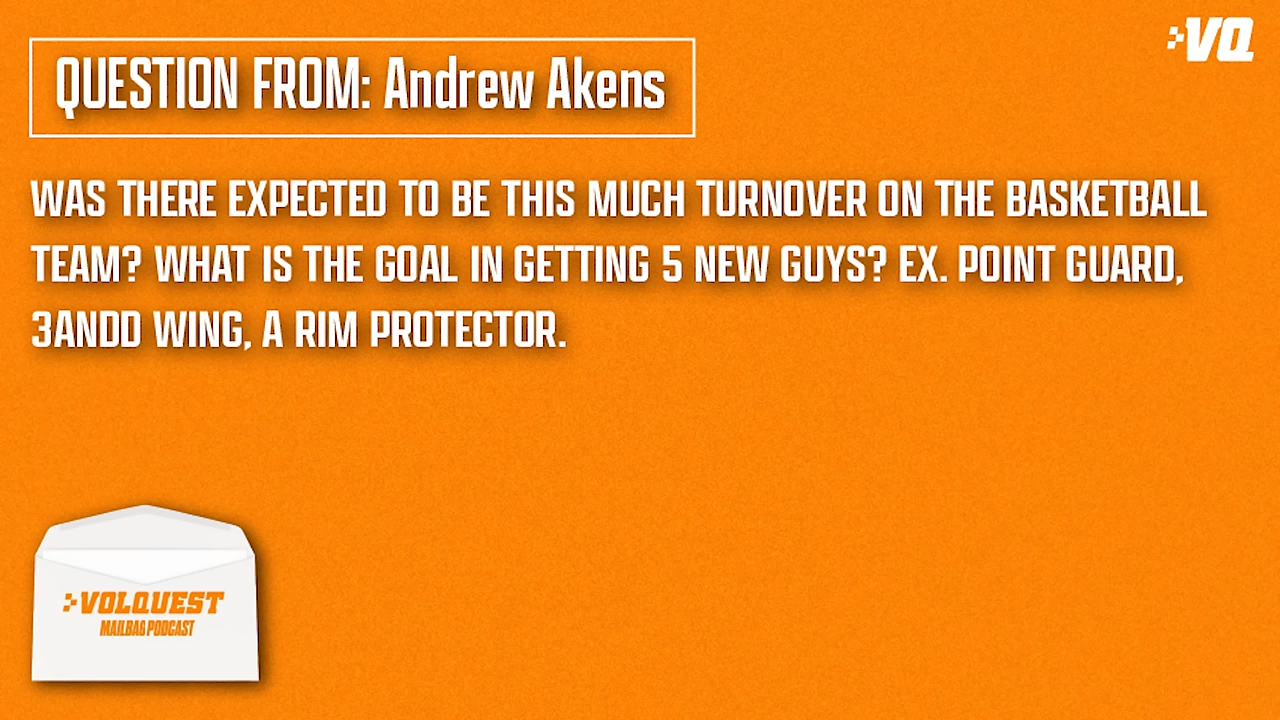 VQ
QUESTION FROM: Andrew Akens
WAS THERE EXPECTED TO BE THIS MUCH TURNOVER ON THE BASKETBALL
TEAM? WHAT IS THE GOAL IN GETTING 5 NEW GUYS? EX. POINT GUARD,
3ANDD WING, A RIM PROTECTOR.
VOLQUEST
MAILBAG PODCAST